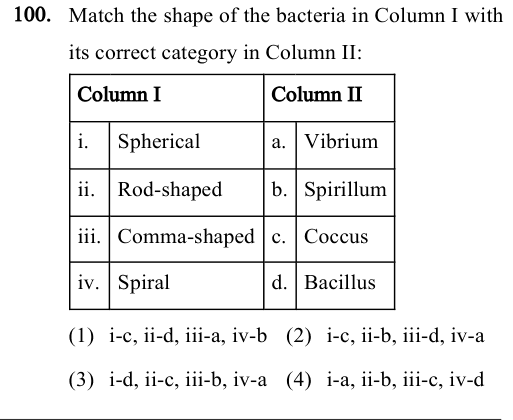 100. Match the shape of the bacteria in Column I with
its correct category in Column II:
Column I Column II
i. Spherical a. Vibrium
ii. Rod-shaped b. Spirillum
iii. Comma-shaped c. Coccus
iv. Spiral d. Bacillus
(1) i-c, ii-d, iii-a, iv-b (2) i-c, ii-b, iii-d, iv-a
(3) i-d, ii-c, iii-b, iv-a (4) i-a, ii-b, iii-c, iv-d